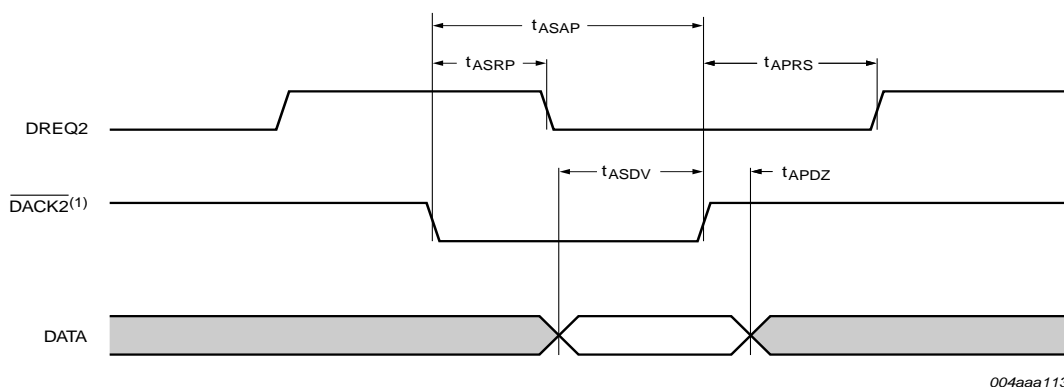 tASAP
tASRP
tAPRS
DREQ2
tASDV
tAPDZ
DACK2(1)
DATA
004aaa113